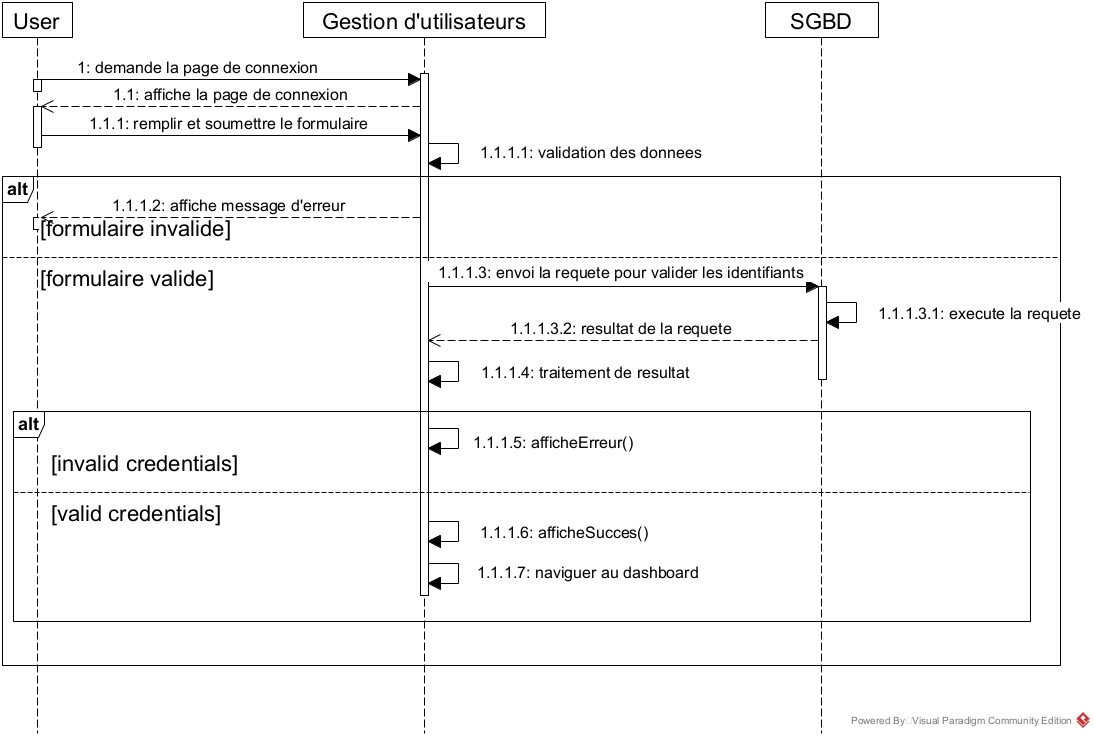 User
Gestion d'utilisateurs
SGBD
1: demande la page de connexion
1.1: affiche la page de connexion
1.1.1: remplir et soumettre le formulaire
1.1.1.1: validation des donnees
alt
1.1.1.2: affiche message d'erreur
[formulaire invalide]
[formulaire valide]
1.1.1.3: envoi la requete pour valider les identifiants
1.1.1.3.1: execute la requete
1.1.1.3.2: resultat de la requete
1.1.1.4: traitement de resultat
alt
1.1.1.5: afficheErreur()
[invalid credentials]
[valid credentials]
1.1.1.6: afficheSucces()
1.1.1.7: naviguer au dashboard
Powered By Visual Paradigm Community Edition